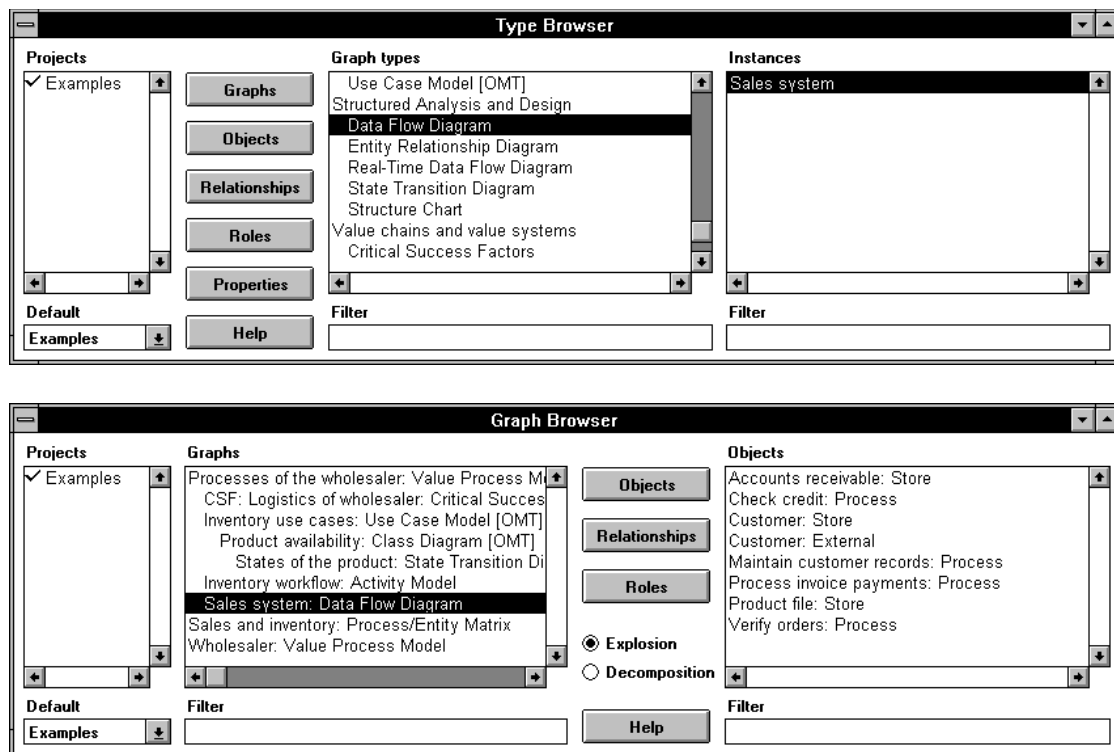 Type Browser
Projects
Examples
Graphs
Objects
Relationships
Roles
Properties
Help
Default
Examples
Graph types
Use Case Model [OMT]
Structured Analysis and Design
Data Flow Diagram
Entity Relationship Diagram
Real-Time Data Flow Diagram
State Transition Diagram
Structure Chart
Value chains and value systems
Critical Success Factors
Filter
Instances
Sales system
Filter
Graph Browser
Projects
Examples
Default
Examples
Graphs
Processes of the wholesaler: Value Process M
CSF: Logistics of wholesaler: Critical Succes
Inventory use cases: Use Case Model [OMT]
Product availability: Class Diagram [OMT]
States of the product: State Transition Di
Inventory workflow: Activity Model
Sales system: Data Flow Diagram
Sales and inventory: Process/Entity Matrix
Wholesaler: Value Process Model
Filter
Objects
Relationships
Roles
Explosion
Decomposition
Help
Objects
Accounts receivable: Store
Check credit: Process
Customer: Store
Customer: External
Maintain customer records: Process
Process invoice payments: Process
Product file: Store
Verify orders: Process
Filter